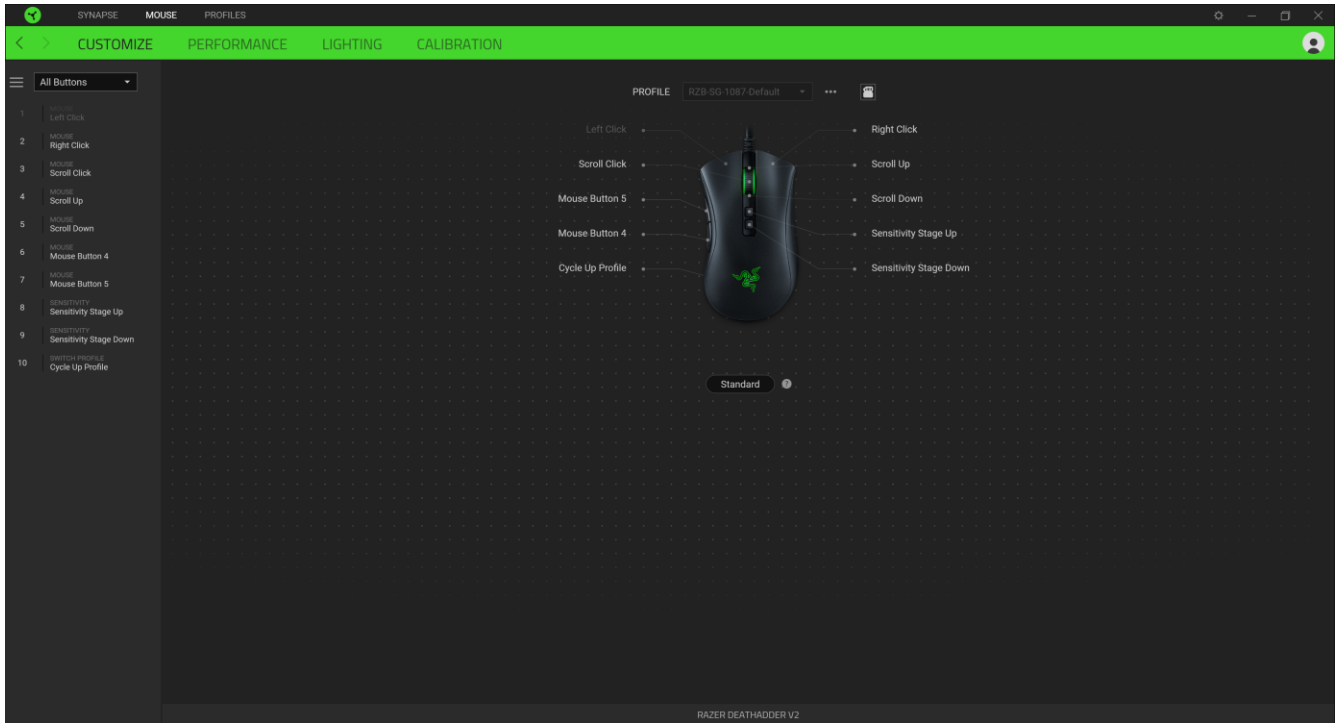 SYNAPSE MOUSE PROFILES
CUSTOMIZE PERFORMANCE LIGHTING CALIBRATION
All Buttons
PROFILE RZB-SG-1087-Default
1 MOUSE
Left Click
2 MOUSE
Right Click
3 MOUSE
Scroll Click
4 MOUSE
Scroll Up
5 MOUSE
Scroll Down
6 MOUSE
Mouse Button 4
7 MOUSE
Mouse Button 5
8 SENSITIVITY
Sensitivity Stage Up
9 SENSITIVITY
Sensitivity Stage Down
10 SWITCH PROFILE
Cycle Up Profile
Left Click
Scroll Click
Mouse Button 5
Mouse Button 4
Cycle Up Profile
Right Click
Scroll Up
Scroll Down
Sensitivity Stage Up
Sensitivity Stage Down
Standard ?
RAZER DEATHADDER V2